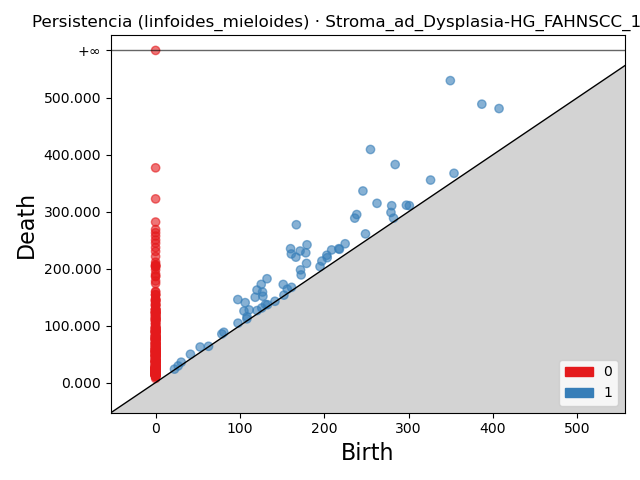 Persistencia (linfoides_mieloides) · Stroma_ad_Dysplasia-HG_FAHNSCC_1
+∞
500.000
400.000
300.000
200.000
100.000
0.000
Death
0
1
0 100 200 300 400 500
Birth